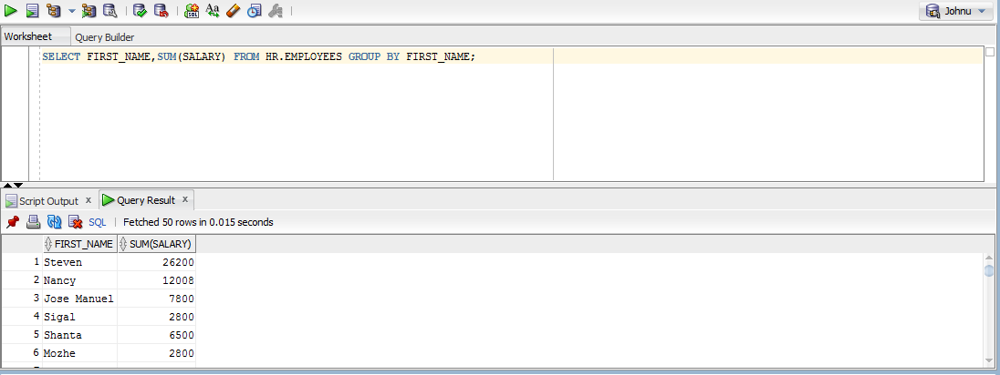 Johnu
Worksheet Query Builder
SELECT FIRST_NAME,SUM(SALARY) FROM HR.EMPLOYEES GROUP BY FIRST_NAME;
Script Output x Query Result x
SQL | Fetched 50 rows in 0.015 seconds
FIRST_NAME SUM(SALARY)
1 Steven 26200
2 Nancy 12008
3 Jose Manuel 7800
4 Sigal 2800
5 Shanta 6500
6 Mozhe 2800